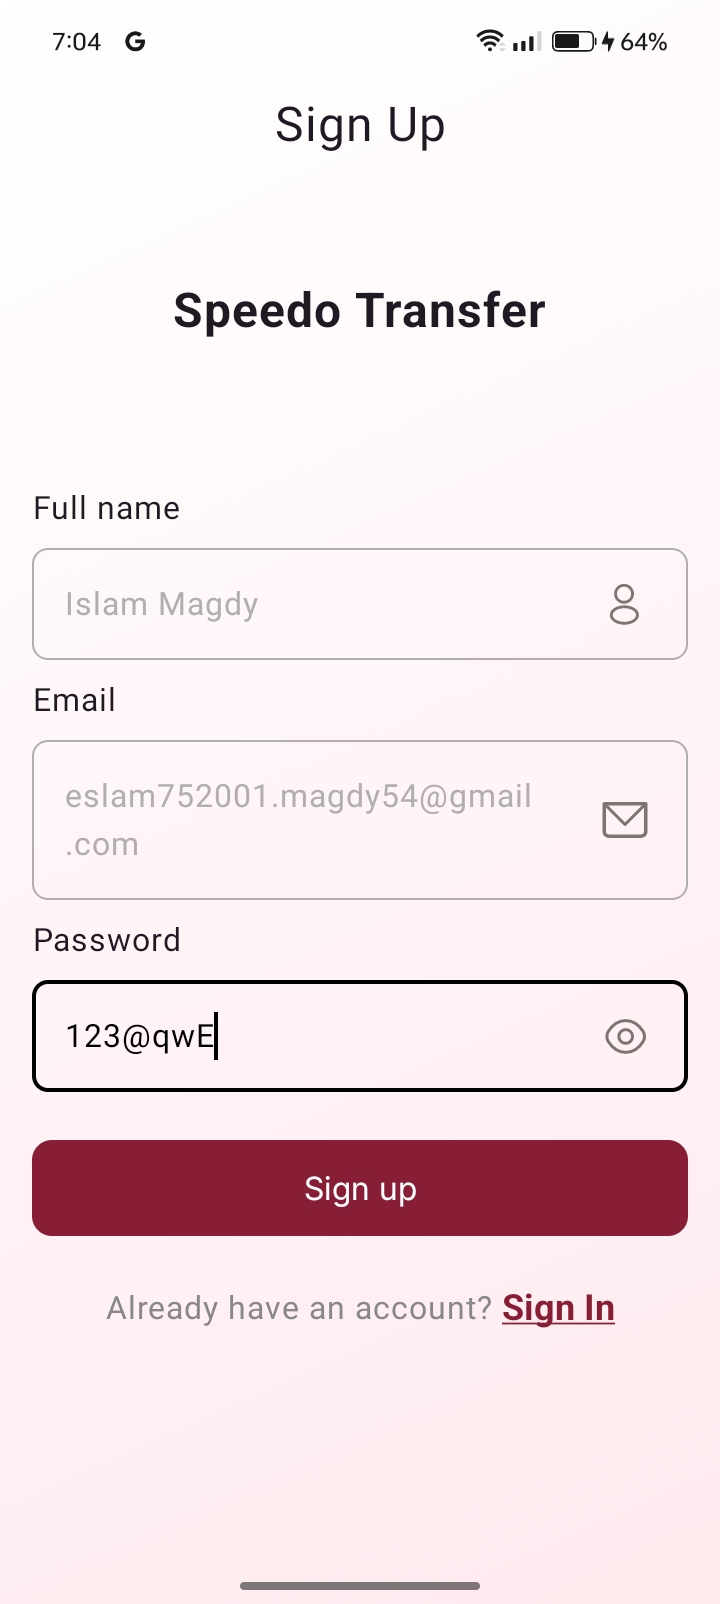 7:04 G 64%
Sign Up
Speedo Transfer
Full name
Islam Magdy
Email
eslam752001.magdy54@gmail
.com
Password
123@qwE
Sign up
Already have an account? Sign In